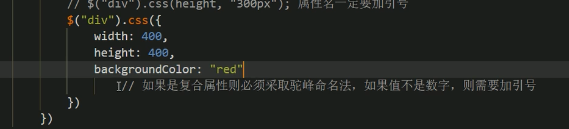 // $("div").css(height, "300px"); 属性名一定要加引号
$("div").css({
width: 400,
height: 400,
backgroundColor: "red"
// 如果是复合属性则必须采取驼峰命名法，如果值不是数字，则需要加引号
})
})